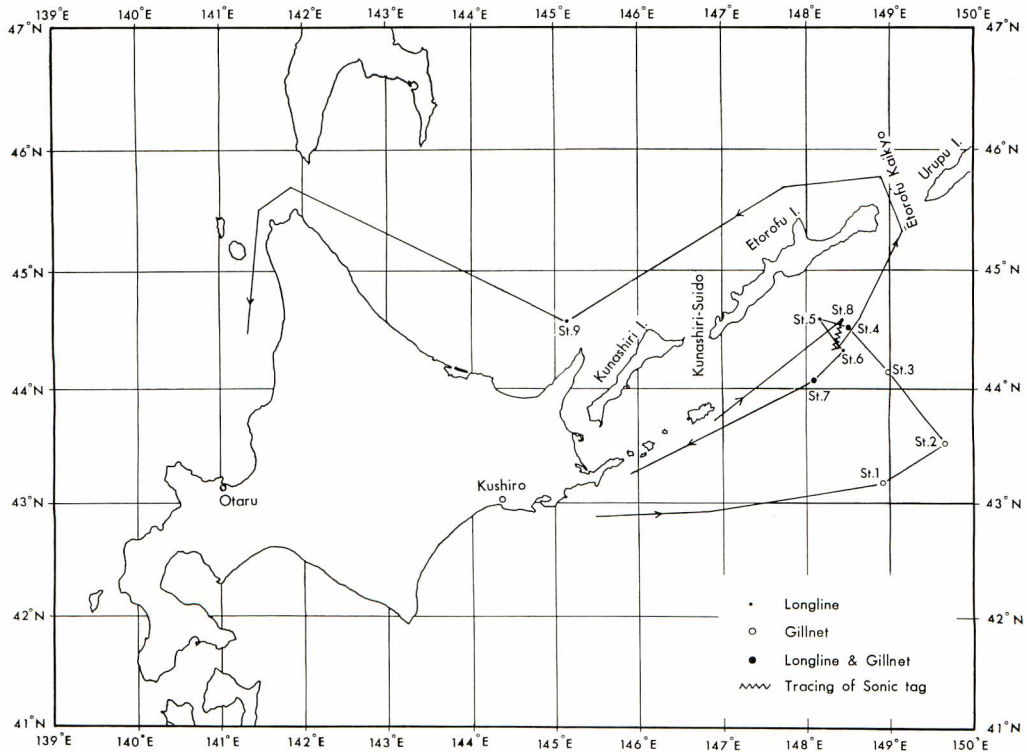 139°E 140°E 141°E 142°E 143°E 144°E 145°E 146°E 147°E 148°E 149°E 150°E
47°N 47°N
46°N 46°N
Etorofu Kaikyo
Urupu I.
Etorofu I.
45°N 45°N
Kunashiri-Suido
Kunashiri I.
St.9
St.5
St.8
St.4
St.6
St.3
44°N 44°N
St.7
St.2
St.1
43°N 43°N
Otaru
Kushiro
42°N 42°N
Longline
Gillnet
Longline & Gillnet
Tracing of Sonic tag
41°N 41°N
139°E 140°E 141°E 142°E 143°E 144°E 145°E 146°E 147°E 148°E 149°E 150°E